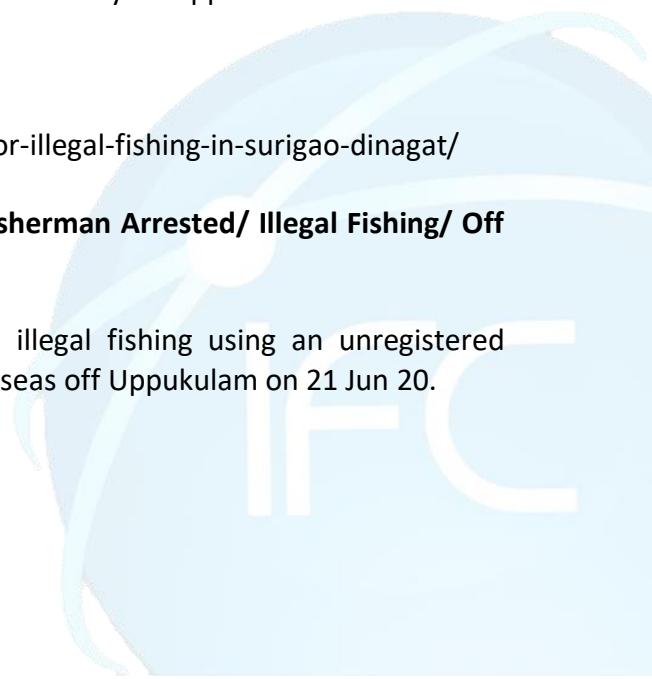 or-illegal-fishing-in-surigao-dinagat/
sherman Arrested/ Illegal Fishing/ Off
illegal fishing using an unregistered
seas off Uppukulam on 21 Jun 20.
IFC